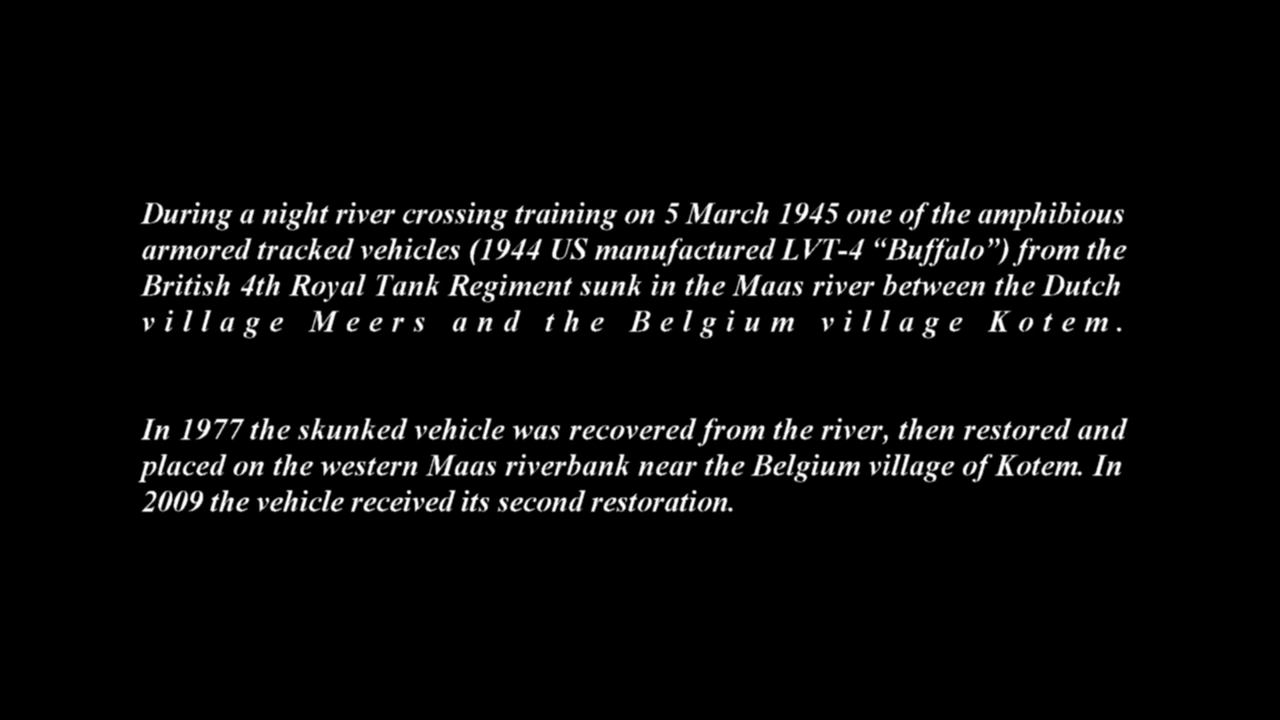 During a night river crossing training on 5 March 1945 one of the amphibious
armored tracked vehicles (1944 US manufactured LVT-4 “Buffalo”) from the
British 4th Royal Tank Regiment sunk in the Maas river between the Dutch
village Meers and the Belgium village Kotem.
In 1977 the skunked vehicle was recovered from the river, then restored and
placed on the western Maas riverbank near the Belgium village of Kotem. In
2009 the vehicle received its second restoration.